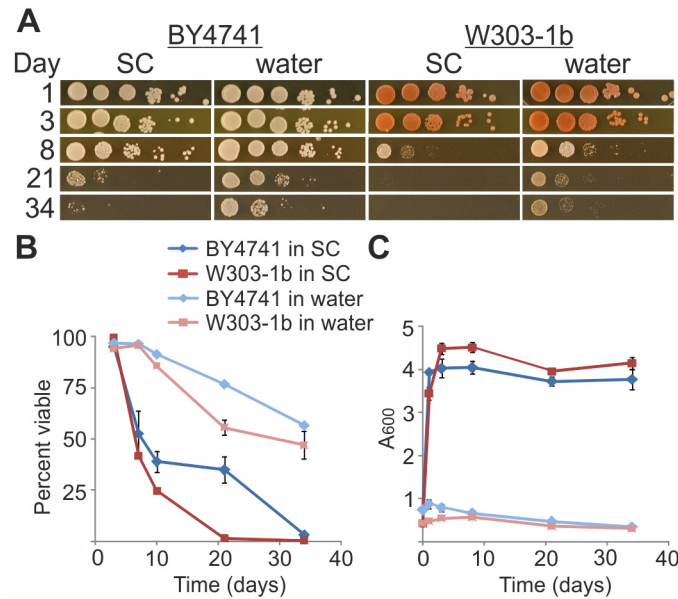 A
BY4741 W303-1b
Day SC water SC water
1
3
8
21
34
B C
BY4741 in SC
W303-1b in SC
BY4741 in water
W303-1b in water
100
75
50
25
Percent viable
0 10 20 30 40
Time (days)
5
4
3
2
1
A600
0 10 20 30 40
Time (days)